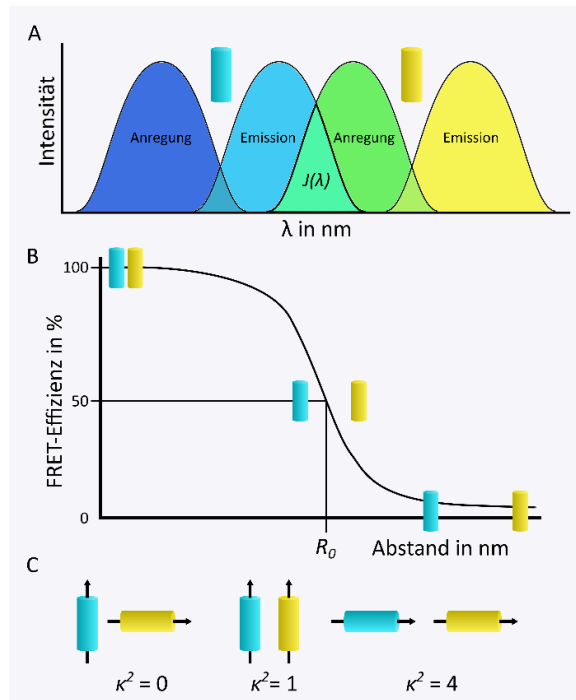 A
Intensität
Anregung
Emission
Anregung
Emission
J(λ)
λ in nm
B
FRET-Effizienz in %
100
50
0
R₀
Abstand in nm
C
κ² = 0
κ² = 1
κ² = 4